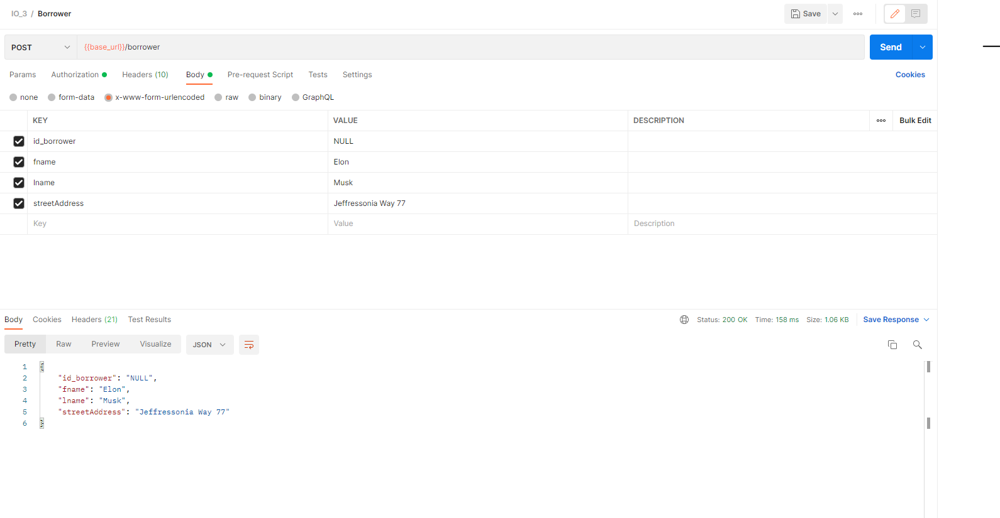 IO_3 / Borrower
Save
POST {{base_url}}/borrower Send
Params Authorization Headers (10) Body Pre-request Script Tests Settings Cookies
none form-data x-www-form-urlencoded raw binary GraphQL
KEY VALUE DESCRIPTION Bulk Edit
id_borrower NULL
fname Elon
lname Musk
streetAddress Jeffressonia Way 77
Key Value Description
Body Cookies Headers (21) Test Results Status: 200 OK Time: 158 ms Size: 1.06 KB Save Response
Pretty Raw Preview Visualize JSON
1 {
2 "id_borrower": "NULL",
3 "fname": "Elon",
4 "lname": "Musk",
5 "streetAddress": "Jeffressonia Way 77"
6 }